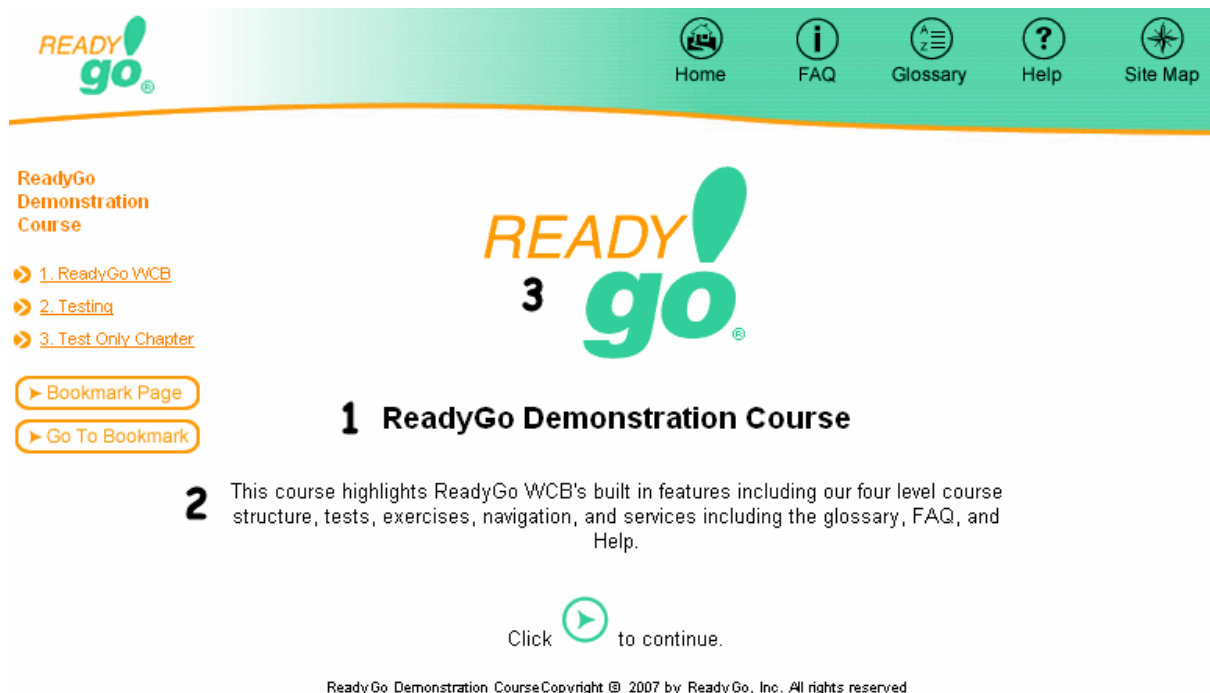 READY!
go®
Home
FAQ
A
Z
Glossary
?
Help
Site Map
ReadyGo
Demonstration
Course
1. ReadyGo WCB
2. Testing
3. Test Only Chapter
Bookmark Page
Go To Bookmark
READY!
3 go®
1 ReadyGo Demonstration Course
2 This course highlights ReadyGo WCB's built in features including our four level course
structure, tests, exercises, navigation, and services including the glossary, FAQ, and
Help.
Click to continue.
ReadyGo Demonstration CourseCopyright © 2007 by ReadyGo, Inc. All rights reserved